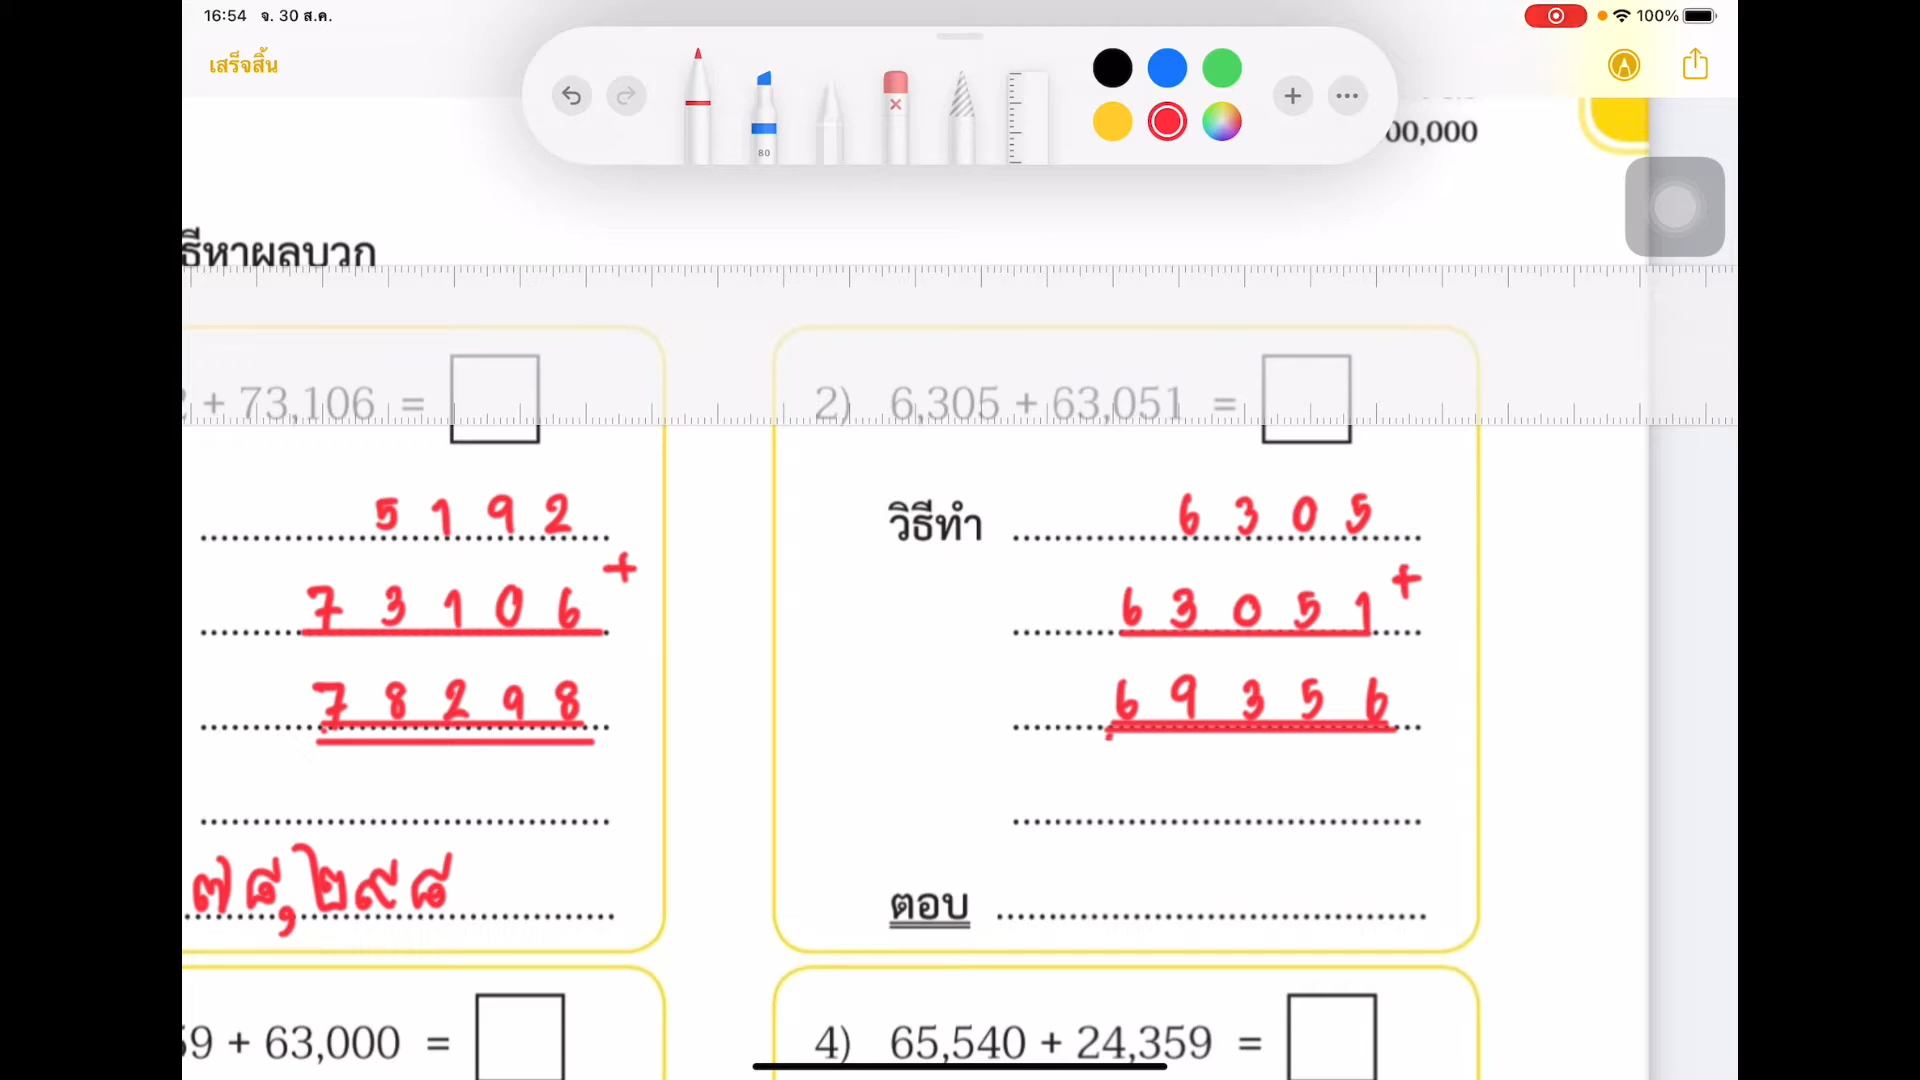 16:54 จ. 30 ส.ค.
100%
เสร็จสิ้น
80
00,000
ธีหาผลบวก
2 + 73,106 =
5 1 9 2
+
7 3 1 0 6
7 8 2 9 8
๗๘,๒๙๘
2) 6,305 + 63,051 =
วิธีทำ 6 3 0 5
+
6 3 0 5 1
6 9 3 5 6
ตอบ
59 + 63,000 =
4) 65,540 + 24,359 =